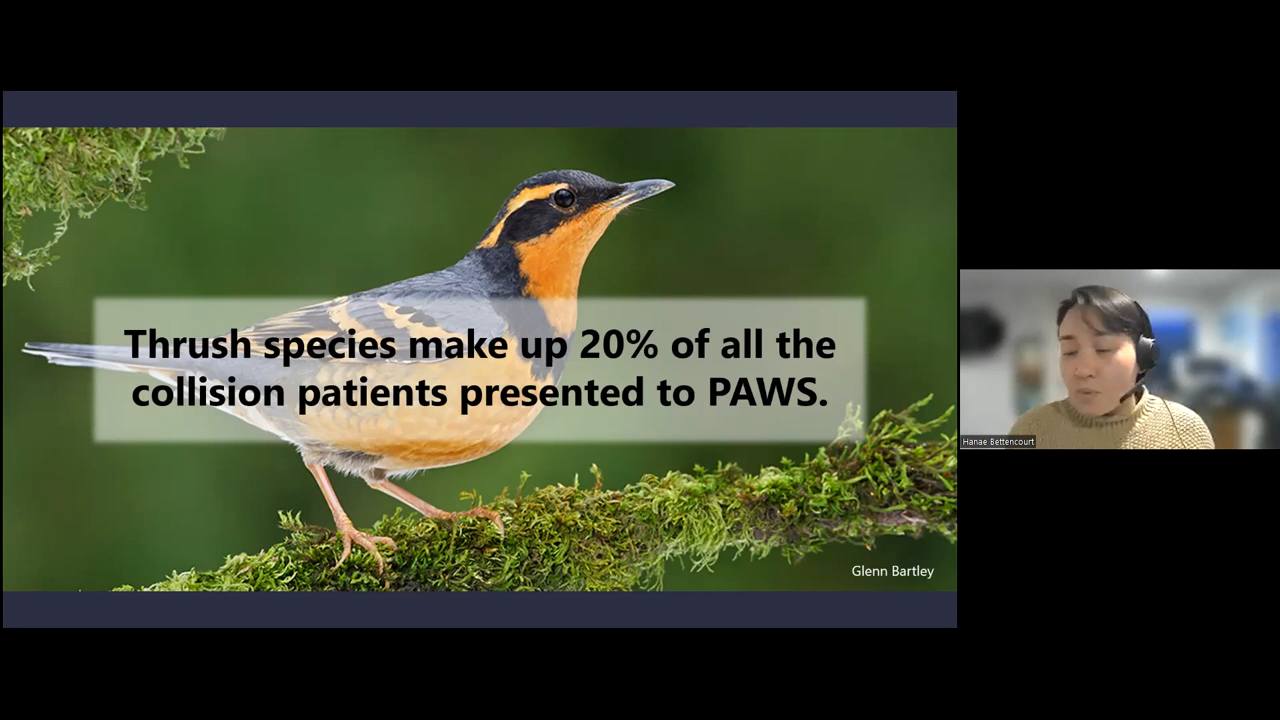 Thrush species make up 20% of all the
collision patients presented to PAWS.
Glenn Bartley
Hanae Bettencourt